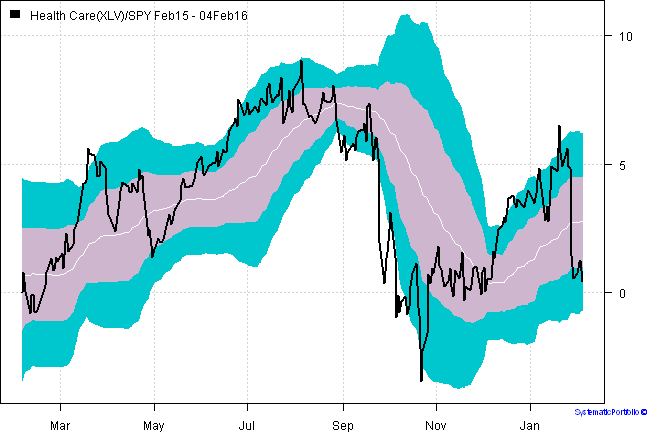 Health Care(XLV)/SPY Feb15 - 04Feb16
10
5
0
Mar May Jul Sep Nov Jan
SystematicPortfolio ©